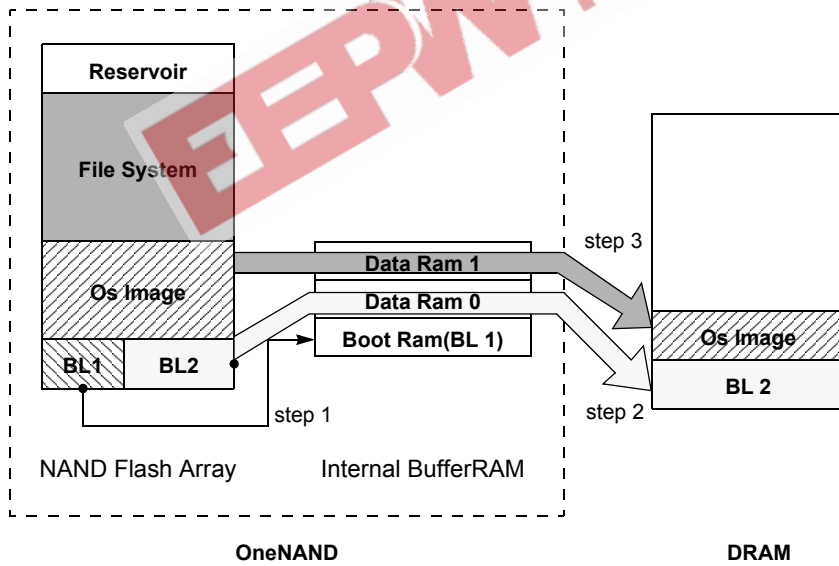 Reservoir
File System
Os Image
BL1
BL2
Data Ram 1
Data Ram 0
Boot Ram(BL 1)
step 1
step 3
step 2
Os Image
BL 2
NAND Flash Array
Internal BufferRAM
OneNAND
DRAM
EEPW